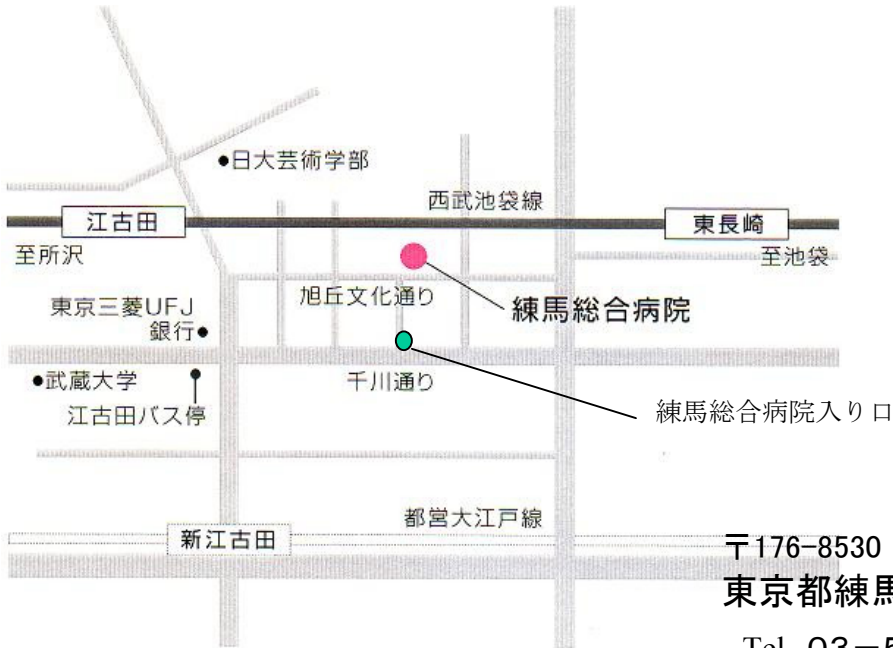 ●日大芸術学部
西武池袋線
江古田
東長崎
至所沢
至池袋
旭丘文化通り
練馬総合病院
東京三菱UFJ
銀行●
●武蔵大学
千川通り
江古田バス停
練馬総合病院入り口
都営大江戸線
新江古田
〒176-8530
東京都練馬
Tel 03-5